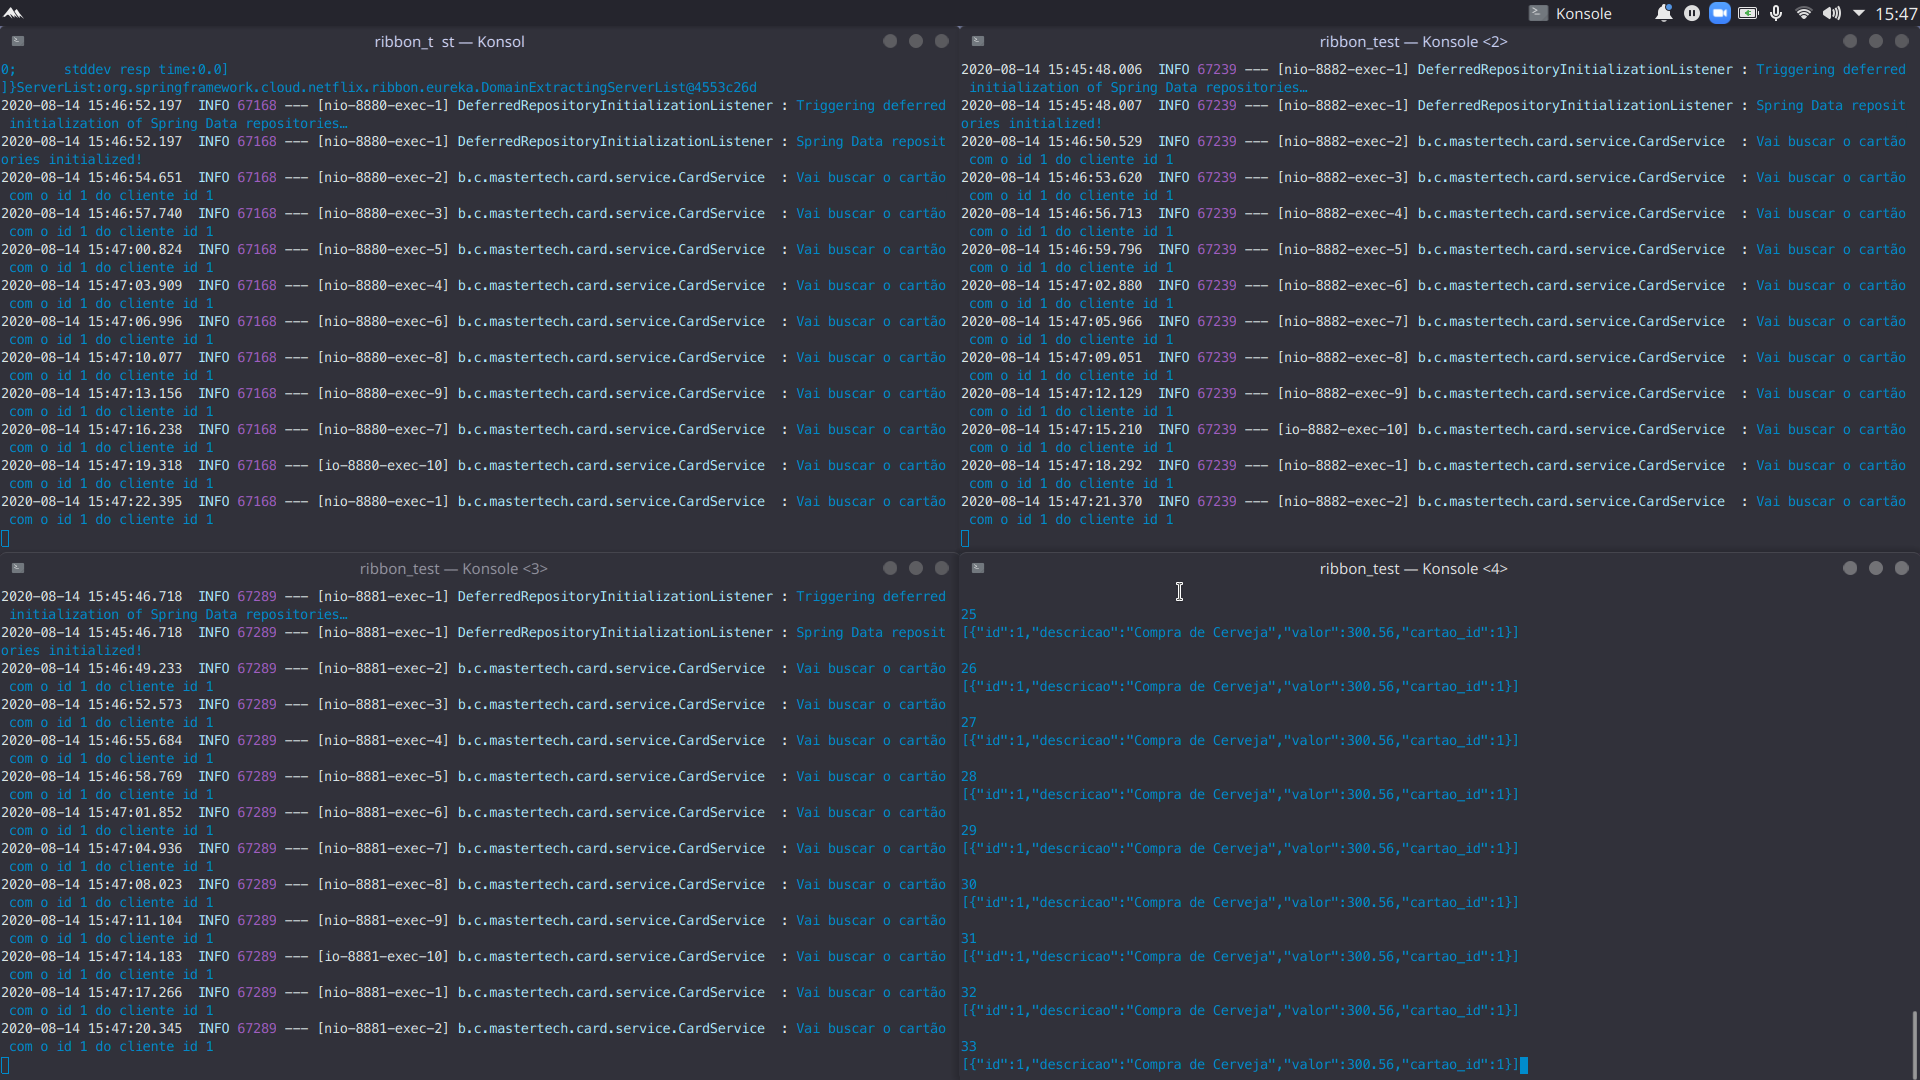 Konsole
15:47
ribbon_t st — Konsol
0;      stddev resp time:0.0]
]}ServerList:org.springframework.cloud.netflix.ribbon.eureka.DomainExtractingServerList@4553c26d
2020-08-14 15:46:52.197  INFO 67168 --- [nio-8880-exec-1] DeferredRepositoryInitializationListener : Triggering deferred
initialization of Spring Data repositories…
2020-08-14 15:46:52.197  INFO 67168 --- [nio-8880-exec-1] DeferredRepositoryInitializationListener : Spring Data reposit
ories initialized!
2020-08-14 15:46:54.651  INFO 67168 --- [nio-8880-exec-2] b.c.mastertech.card.service.CardService  : Vai buscar o cartão
com o id 1 do cliente id 1
2020-08-14 15:46:57.740  INFO 67168 --- [nio-8880-exec-3] b.c.mastertech.card.service.CardService  : Vai buscar o cartão
com o id 1 do cliente id 1
2020-08-14 15:47:00.824  INFO 67168 --- [nio-8880-exec-5] b.c.mastertech.card.service.CardService  : Vai buscar o cartão
com o id 1 do cliente id 1
2020-08-14 15:47:03.909  INFO 67168 --- [nio-8880-exec-4] b.c.mastertech.card.service.CardService  : Vai buscar o cartão
com o id 1 do cliente id 1
2020-08-14 15:47:06.996  INFO 67168 --- [nio-8880-exec-6] b.c.mastertech.card.service.CardService  : Vai buscar o cartão
com o id 1 do cliente id 1
2020-08-14 15:47:10.077  INFO 67168 --- [nio-8880-exec-8] b.c.mastertech.card.service.CardService  : Vai buscar o cartão
com o id 1 do cliente id 1
2020-08-14 15:47:13.156  INFO 67168 --- [nio-8880-exec-9] b.c.mastertech.card.service.CardService  : Vai buscar o cartão
com o id 1 do cliente id 1
2020-08-14 15:47:16.238  INFO 67168 --- [nio-8880-exec-7] b.c.mastertech.card.service.CardService  : Vai buscar o cartão
com o id 1 do cliente id 1
2020-08-14 15:47:19.318  INFO 67168 --- [io-8880-exec-10] b.c.mastertech.card.service.CardService  : Vai buscar o cartão
com o id 1 do cliente id 1
2020-08-14 15:47:22.395  INFO 67168 --- [nio-8880-exec-1] b.c.mastertech.card.service.CardService  : Vai buscar o cartão
com o id 1 do cliente id 1
ribbon_test — Konsole <2>
2020-08-14 15:45:48.006  INFO 67239 --- [nio-8882-exec-1] DeferredRepositoryInitializationListener : Triggering deferred
initialization of Spring Data repositories…
2020-08-14 15:45:48.007  INFO 67239 --- [nio-8882-exec-1] DeferredRepositoryInitializationListener : Spring Data reposit
ories initialized!
2020-08-14 15:46:50.529  INFO 67239 --- [nio-8882-exec-2] b.c.mastertech.card.service.CardService  : Vai buscar o cartão
com o id 1 do cliente id 1
2020-08-14 15:46:53.620  INFO 67239 --- [nio-8882-exec-3] b.c.mastertech.card.service.CardService  : Vai buscar o cartão
com o id 1 do cliente id 1
2020-08-14 15:46:56.713  INFO 67239 --- [nio-8882-exec-4] b.c.mastertech.card.service.CardService  : Vai buscar o cartão
com o id 1 do cliente id 1
2020-08-14 15:46:59.796  INFO 67239 --- [nio-8882-exec-5] b.c.mastertech.card.service.CardService  : Vai buscar o cartão
com o id 1 do cliente id 1
2020-08-14 15:47:02.880  INFO 67239 --- [nio-8882-exec-6] b.c.mastertech.card.service.CardService  : Vai buscar o cartão
com o id 1 do cliente id 1
2020-08-14 15:47:05.966  INFO 67239 --- [nio-8882-exec-7] b.c.mastertech.card.service.CardService  : Vai buscar o cartão
com o id 1 do cliente id 1
2020-08-14 15:47:09.051  INFO 67239 --- [nio-8882-exec-8] b.c.mastertech.card.service.CardService  : Vai buscar o cartão
com o id 1 do cliente id 1
2020-08-14 15:47:12.129  INFO 67239 --- [nio-8882-exec-9] b.c.mastertech.card.service.CardService  : Vai buscar o cartão
com o id 1 do cliente id 1
2020-08-14 15:47:15.210  INFO 67239 --- [io-8882-exec-10] b.c.mastertech.card.service.CardService  : Vai buscar o cartão
com o id 1 do cliente id 1
2020-08-14 15:47:18.292  INFO 67239 --- [nio-8882-exec-1] b.c.mastertech.card.service.CardService  : Vai buscar o cartão
com o id 1 do cliente id 1
2020-08-14 15:47:21.370  INFO 67239 --- [nio-8882-exec-2] b.c.mastertech.card.service.CardService  : Vai buscar o cartão
com o id 1 do cliente id 1
ribbon_test — Konsole <3>
2020-08-14 15:45:46.718  INFO 67289 --- [nio-8881-exec-1] DeferredRepositoryInitializationListener : Triggering deferred
initialization of Spring Data repositories…
2020-08-14 15:45:46.718  INFO 67289 --- [nio-8881-exec-1] DeferredRepositoryInitializationListener : Spring Data reposit
ories initialized!
2020-08-14 15:46:49.233  INFO 67289 --- [nio-8881-exec-2] b.c.mastertech.card.service.CardService  : Vai buscar o cartão
com o id 1 do cliente id 1
2020-08-14 15:46:52.573  INFO 67289 --- [nio-8881-exec-3] b.c.mastertech.card.service.CardService  : Vai buscar o cartão
com o id 1 do cliente id 1
2020-08-14 15:46:55.684  INFO 67289 --- [nio-8881-exec-4] b.c.mastertech.card.service.CardService  : Vai buscar o cartão
com o id 1 do cliente id 1
2020-08-14 15:46:58.769  INFO 67289 --- [nio-8881-exec-5] b.c.mastertech.card.service.CardService  : Vai buscar o cartão
com o id 1 do cliente id 1
2020-08-14 15:47:01.852  INFO 67289 --- [nio-8881-exec-6] b.c.mastertech.card.service.CardService  : Vai buscar o cartão
com o id 1 do cliente id 1
2020-08-14 15:47:04.936  INFO 67289 --- [nio-8881-exec-7] b.c.mastertech.card.service.CardService  : Vai buscar o cartão
com o id 1 do cliente id 1
2020-08-14 15:47:08.023  INFO 67289 --- [nio-8881-exec-8] b.c.mastertech.card.service.CardService  : Vai buscar o cartão
com o id 1 do cliente id 1
2020-08-14 15:47:11.104  INFO 67289 --- [nio-8881-exec-9] b.c.mastertech.card.service.CardService  : Vai buscar o cartão
com o id 1 do cliente id 1
2020-08-14 15:47:14.183  INFO 67289 --- [io-8881-exec-10] b.c.mastertech.card.service.CardService  : Vai buscar o cartão
com o id 1 do cliente id 1
2020-08-14 15:47:17.266  INFO 67289 --- [nio-8881-exec-1] b.c.mastertech.card.service.CardService  : Vai buscar o cartão
com o id 1 do cliente id 1
2020-08-14 15:47:20.345  INFO 67289 --- [nio-8881-exec-2] b.c.mastertech.card.service.CardService  : Vai buscar o cartão
com o id 1 do cliente id 1
ribbon_test — Konsole <4>
25
[{"id":1,"descricao":"Compra de Cerveja","valor":300.56,"cartao_id":1}]
26
[{"id":1,"descricao":"Compra de Cerveja","valor":300.56,"cartao_id":1}]
27
[{"id":1,"descricao":"Compra de Cerveja","valor":300.56,"cartao_id":1}]
28
[{"id":1,"descricao":"Compra de Cerveja","valor":300.56,"cartao_id":1}]
29
[{"id":1,"descricao":"Compra de Cerveja","valor":300.56,"cartao_id":1}]
30
[{"id":1,"descricao":"Compra de Cerveja","valor":300.56,"cartao_id":1}]
31
[{"id":1,"descricao":"Compra de Cerveja","valor":300.56,"cartao_id":1}]
32
[{"id":1,"descricao":"Compra de Cerveja","valor":300.56,"cartao_id":1}]
33
[{"id":1,"descricao":"Compra de Cerveja","valor":300.56,"cartao_id":1}]